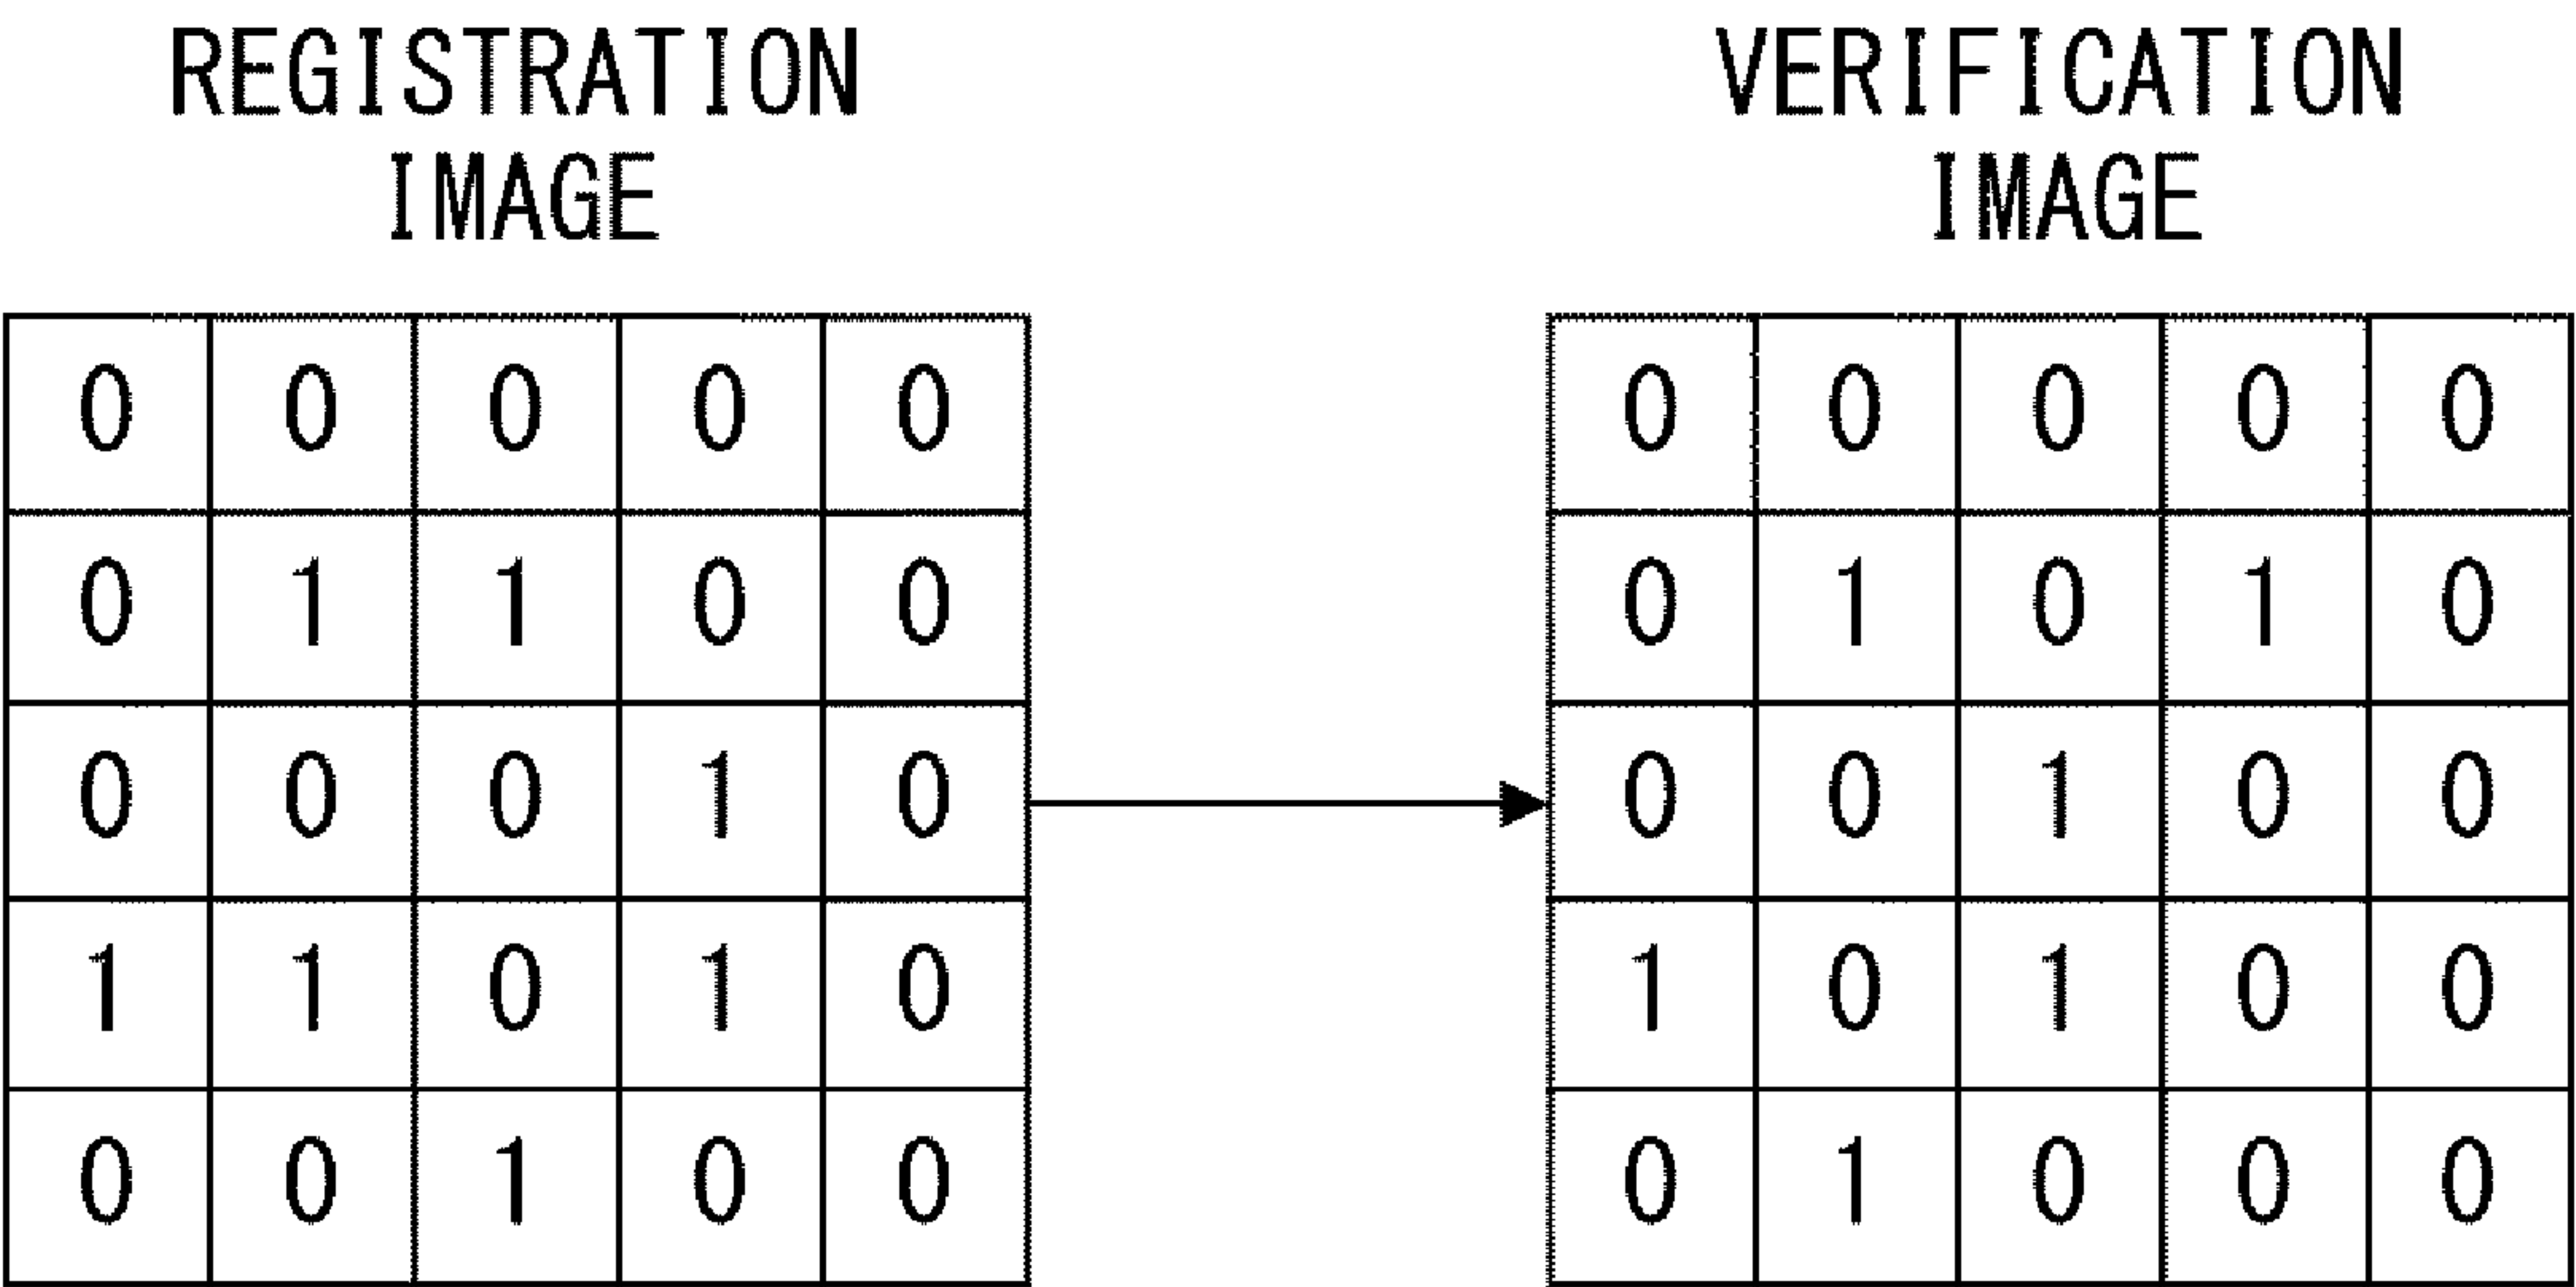 REGISTRATION
IMAGE
0 0 0 0 0
0 1 1 0 0
0 0 0 1 0
1 1 0 1 0
0 0 1 0 0
VERIFICATION
IMAGE
0 0 0 0 0
0 1 0 1 0
0 0 1 0 0
1 0 1 0 0
0 1 0 0 0